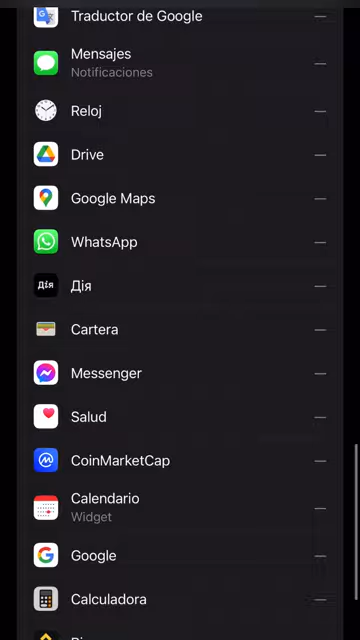 Traductor de Google
—
Mensajes
Notificaciones
—
Reloj
—
Drive
—
Google Maps
—
WhatsApp
—
Дія
Дія
—
Cartera
—
Messenger
—
Salud
—
CoinMarketCap
—
Calendario
Widget
—
Google
—
Calculadora
—